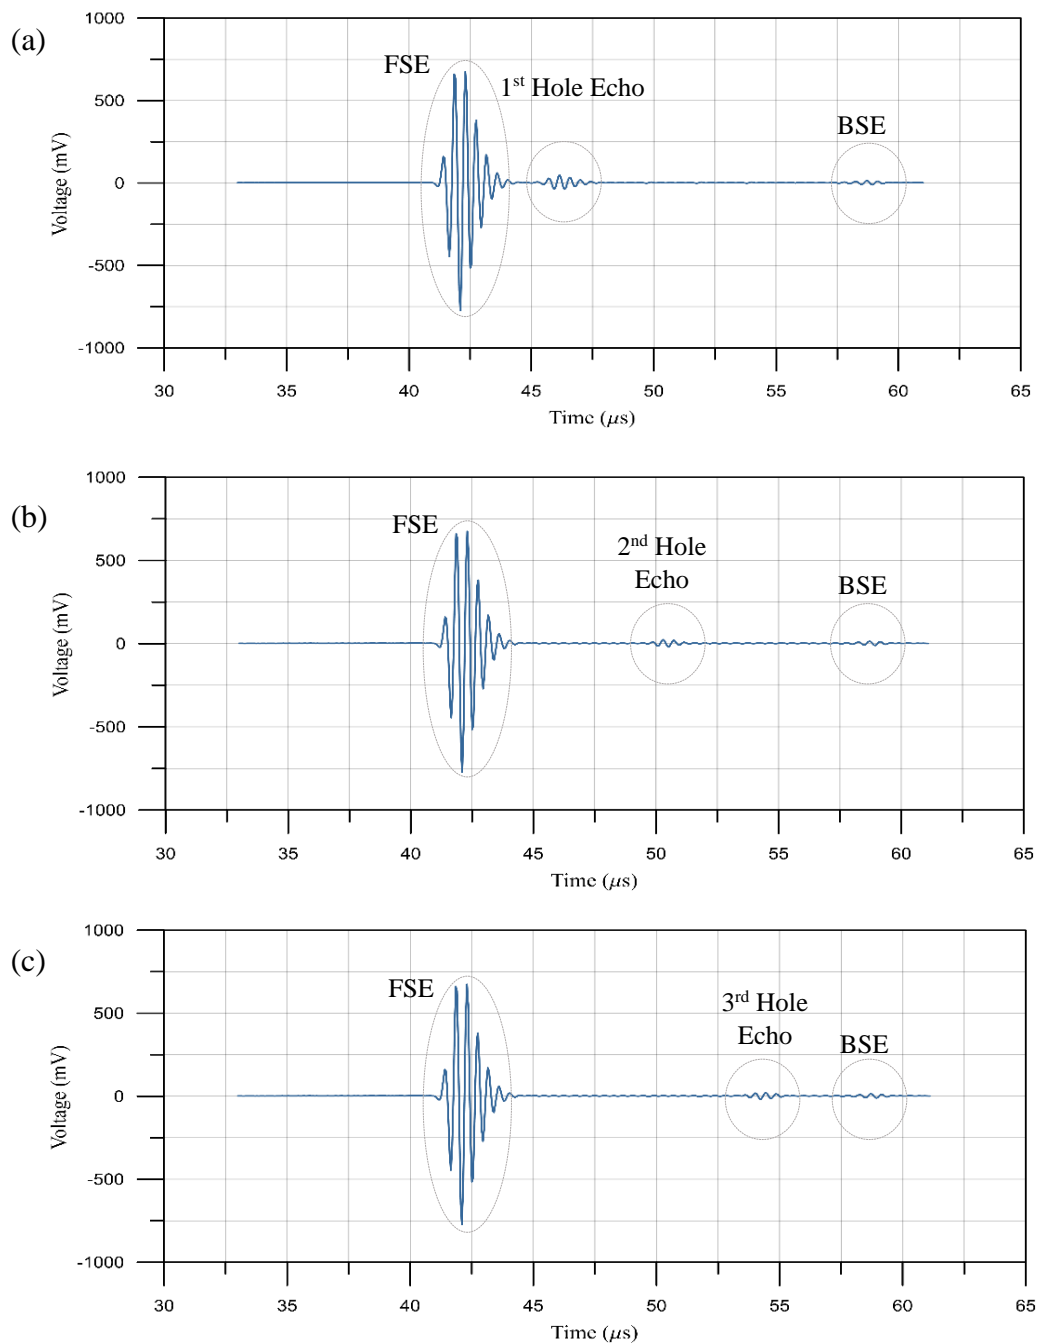 (a)
1000
500
0
-500
-1000
Voltage (mV)
FSE
1st Hole Echo
BSE
30 35 40 45 50 55 60 65
Time (μs)
(b)
1000
500
0
-500
-1000
Voltage (mV)
FSE
2nd Hole
Echo
BSE
30 35 40 45 50 55 60 65
Time (μs)
(c)
1000
500
0
-500
-1000
Voltage (mV)
FSE
3rd Hole
Echo
BSE
30 35 40 45 50 55 60 65
Time (μs)